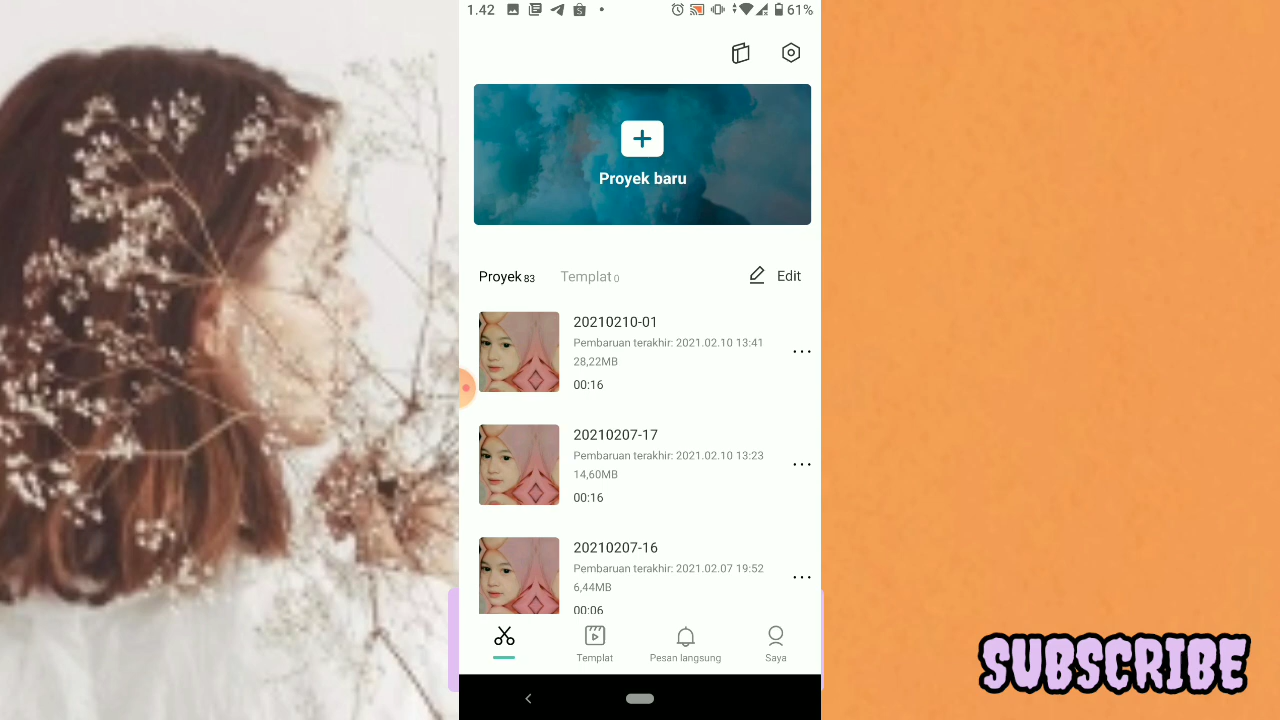 1.42
61%
Proyek baru
Proyek 83
Templat 0
Edit
20210210-01
Pembaruan terakhir: 2021.02.10 13:41
28,22MB
00:16
20210207-17
Pembaruan terakhir: 2021.02.10 13:23
14,60MB
00:16
20210207-16
Pembaruan terakhir: 2021.02.07 19:52
6,44MB
00:06
Templat
Pesan langsung
Saya
SUBSCRIBE